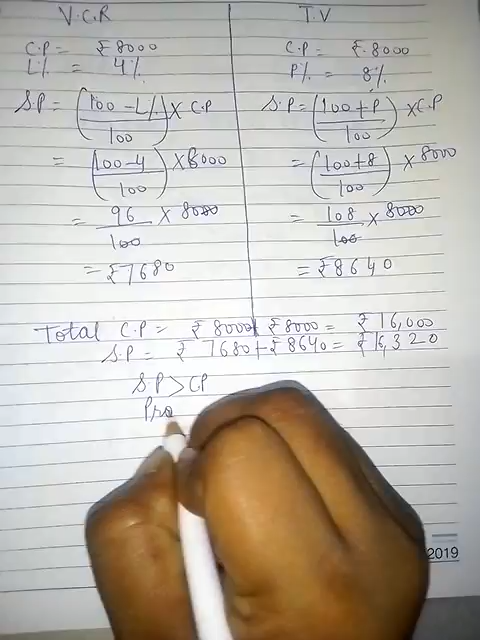 V.C.R
C.P = ₹8000
L% = 4%
S.P = (100 - L% / 100) × C.P
= (100-4 / 100) × 8000
= 96 / 100 × 8000
= ₹7680
T.V
C.P = ₹8000
P% = 8%
S.P = (100 + P / 100) × C.P
= (100+8 / 100) × 8000
= 108 / 100 × 8000
= ₹8640
Total C.P = ₹8000 + ₹8000 = ₹16,000
S.P = ₹7680 + ₹8640 = ₹16,320
S.P > CP
Pro
2019